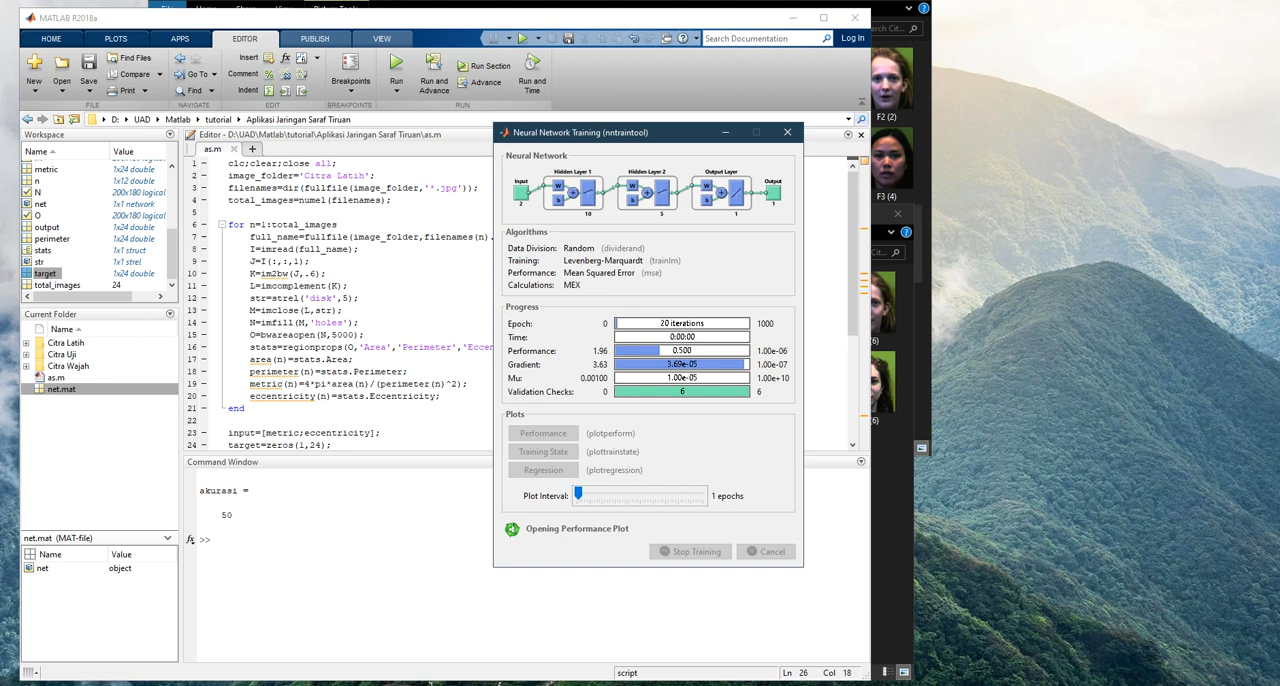 File Home Share View Picture Tools
MATLAB R2018a
HOME PLOTS APPS EDITOR PUBLISH VIEW Search Documentation Log In
New Open Save Find Files Compare Print Go To Find Insert Comment Indent Breakpoints Run Run and Advance Run Section Advance Run and Time
FILE NAVIGATE EDIT BREAKPOINTS RUN
D: ▸ UAD ▸ Matlab ▸ tutorial ▸ Aplikasi Jaringan Saraf Tiruan ▸
Workspace
Name Value
metric 1x24 double
n 1x12 double
N 200x180 logical
net 1x1 network
O 200x180 logical
output 1x24 double
perimeter 1x24 double
stats 1x1 struct
str 1x1 strel
target 1x24 double
total_images 24
Current Folder
Name
Citra Latih
Citra Uji
Citra Wajah
as.m
net.mat
net.mat (MAT-file)
Name Value
net object
Editor - D:\UAD\Matlab\tutorial\Aplikasi Jaringan Saraf Tiruan\as.m
as.m
1 clc;clear;close all;
2 image_folder='Citra Latih';
3 filenames=dir(fullfile(image_folder,'*.jpg'));
4 total_images=numel(filenames);
5
6 for n=1:total_images
7 full_name=fullfile(image_folder,filenames(n).
8 I=imread(full_name);
9 J=I(:,:,1);
10 K=im2bw(J,.6);
11 L=imcomplement(K);
12 str=strel('disk',5);
13 M=imclose(L,str);
14 N=imfill(M,'holes');
15 O=bwareaopen(N,5000);
16 stats=regionprops(O,'Area','Perimeter','Eccen
17 area(n)=stats.Area;
18 perimeter(n)=stats.Perimeter;
19 metric(n)=4*pi*area(n)/(perimeter(n)^2);
20 eccentricity(n)=stats.Eccentricity;
21 end
22
23 input=[metric;eccentricity];
24 target=zeros(1,24);
Command Window
akurasi =
50
fx >>
script Ln 26 Col 18
Neural Network Training (nntraintool)
Neural Network
Hidden Layer 1 Hidden Layer 2 Output Layer
Input Output
W W W
b b b
2 10 5 1 1
Algorithms
Data Division: Random (dividerand)
Training: Levenberg-Marquardt (trainlm)
Performance: Mean Squared Error (mse)
Calculations: MEX
Progress
Epoch: 0 20 iterations 1000
Time: 0:00:00
Performance: 1.96 0.500 1.00e-06
Gradient: 3.63 3.69e-05 1.00e-07
Mu: 0.00100 1.00e-05 1.00e+10
Validation Checks: 0 6 6
Plots
Performance (plotperform)
Training State (plottrainstate)
Regression (plotregression)
Plot Interval: 1 epochs
Opening Performance Plot
Stop Training Cancel
F2 (2)
F3 (4)